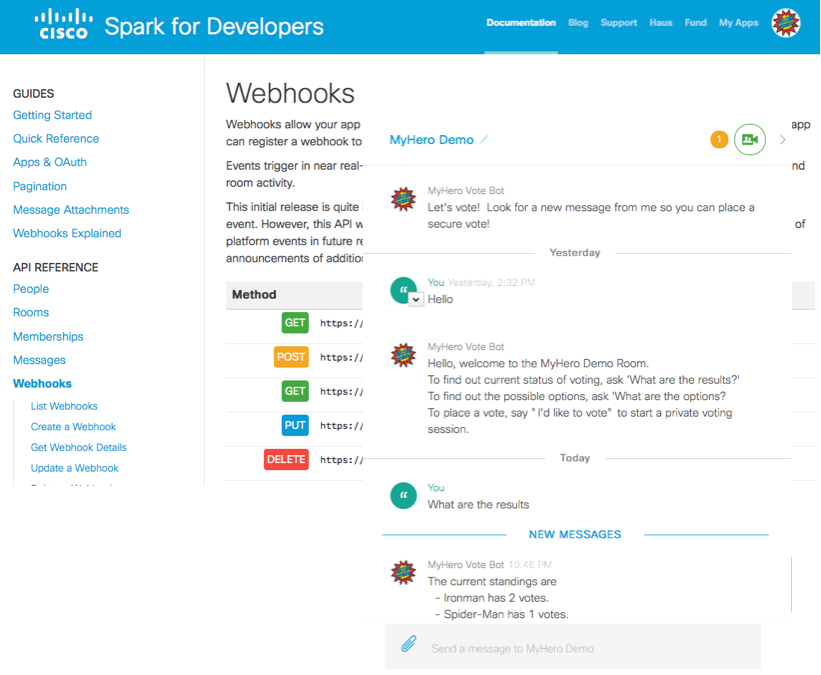 CISCO
Spark for Developers
Documentation Blog Support Haus Fund My Apps
GUIDES
Getting Started
Quick Reference
Apps & OAuth
Pagination
Message Attachments
Webhooks Explained
API REFERENCE
People
Rooms
Memberships
Messages
Webhooks
List Webhooks
Create a Webhook
Get Webhook Details
Update a Webhook
Webhooks
Webhooks allow your app
app
can register a webhook to
Events trigger in near real-
nd
room activity.
This initial release is quite
event. However, this API w
of
platform events in future re
announcements of addition
Method
GET https://
POST https://
GET https://
PUT https://
DELETE https://
MyHero Demo
1
MyHero Vote Bot
Let's vote! Look for a new message from me so you can place a
secure vote!
Yesterday
You Yesterday, 2:32 PM
Hello
MyHero Vote Bot
Hello, welcome to the MyHero Demo Room.
To find out current status of voting, ask 'What are the results?'
To find out the possible options, ask 'What are the options?
To place a vote, say " I'd like to vote" to start a private voting
session.
Today
You
What are the results
NEW MESSAGES
MyHero Vote Bot 10:46 PM
The current standings are
- Ironman has 2 votes.
- Spider-Man has 1 votes.
Send a message to MyHero Demo